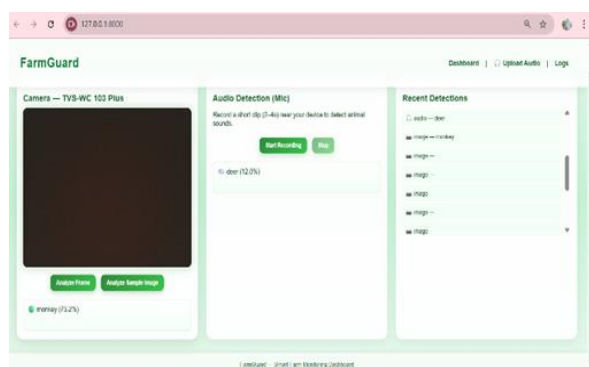 127.0.0.1:8000
FarmGuard
Dashboard | Upload Audio | Logs
Camera — TVS-WC 103 Plus
Analyze Frame Analyze Sample Image
monkey (73.2%)
Audio Detection (Mic)
Record a short clip (2–4s) near your device to detect animal
sounds.
Start Recording Stop
deer (12.0%)
Recent Detections
audio — deer
image — monkey
image —
image —
image
image —
image
FarmGuard — Smart Farm Monitoring Dashboard